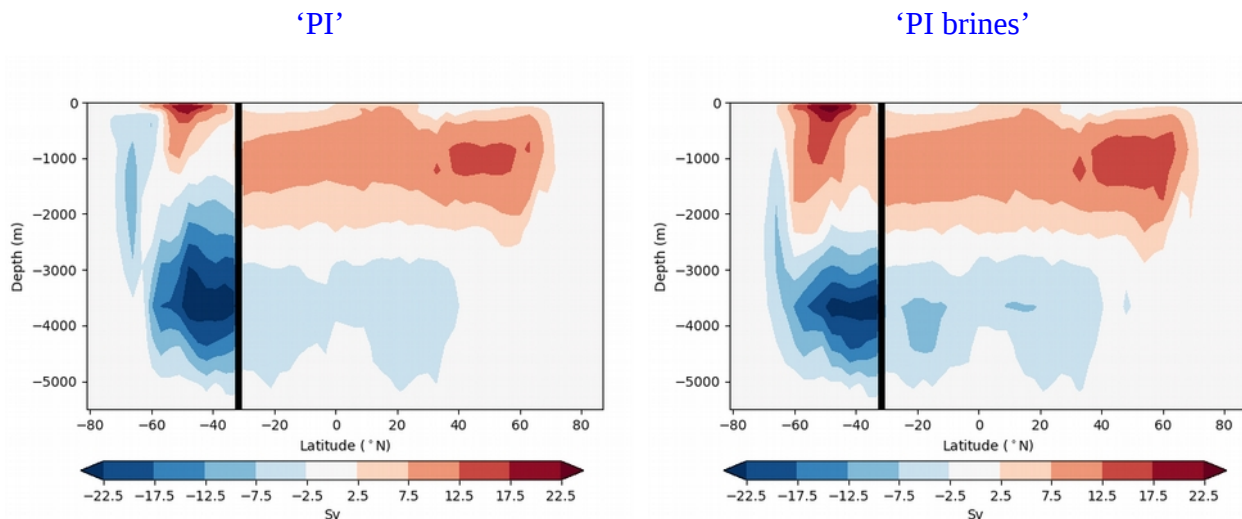 ‘PI’
‘PI brines’
0
−1000
−2000
−3000
−4000
−5000
Depth (m)
−80 −60 −40 −20 0 20 40 60 80
Latitude (°N)
−22.5 −17.5 −12.5 −7.5 −2.5 2.5 7.5 12.5 17.5 22.5
Sv
0
−1000
−2000
−3000
−4000
−5000
Depth (m)
−80 −60 −40 −20 0 20 40 60 80
Latitude (°N)
−22.5 −17.5 −12.5 −7.5 −2.5 2.5 7.5 12.5 17.5 22.5
Sv